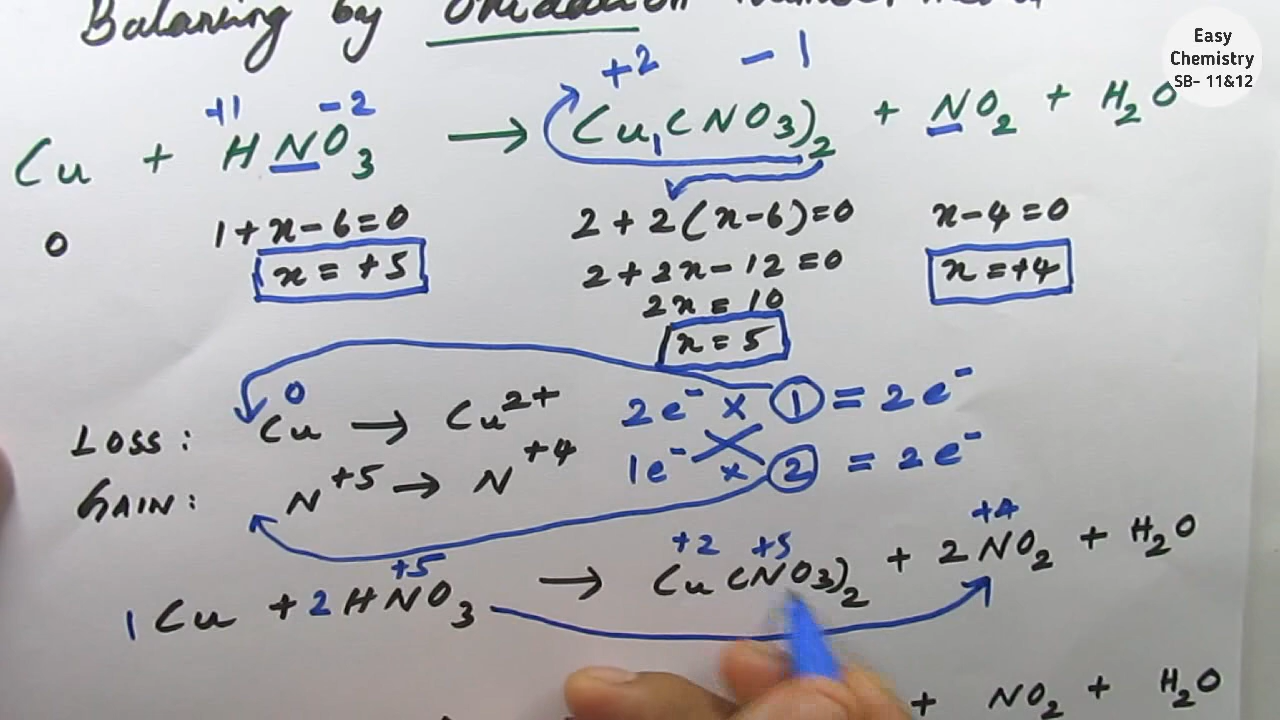 Balancing by Oxidation
Easy
Chemistry
SB- 11&12
+1 -2 +2 -1
Cu + HNO3 → Cu1(NO3)2 + NO2 + H2O
0 1+x-6=0 2+2(x-6)=0 x-4=0
x=+5 2+2x-12=0 x=+4
2x=10
x=5
Loss: Cu0 → Cu2+ 2e- x 1 = 2e-
GAIN: N+5 → N+4 1e- x 2 = 2e-
+5 +2 +5 +4
1Cu + 2HNO3 → Cu(NO3)2 + 2NO2 + H2O
+ NO2 + H2O